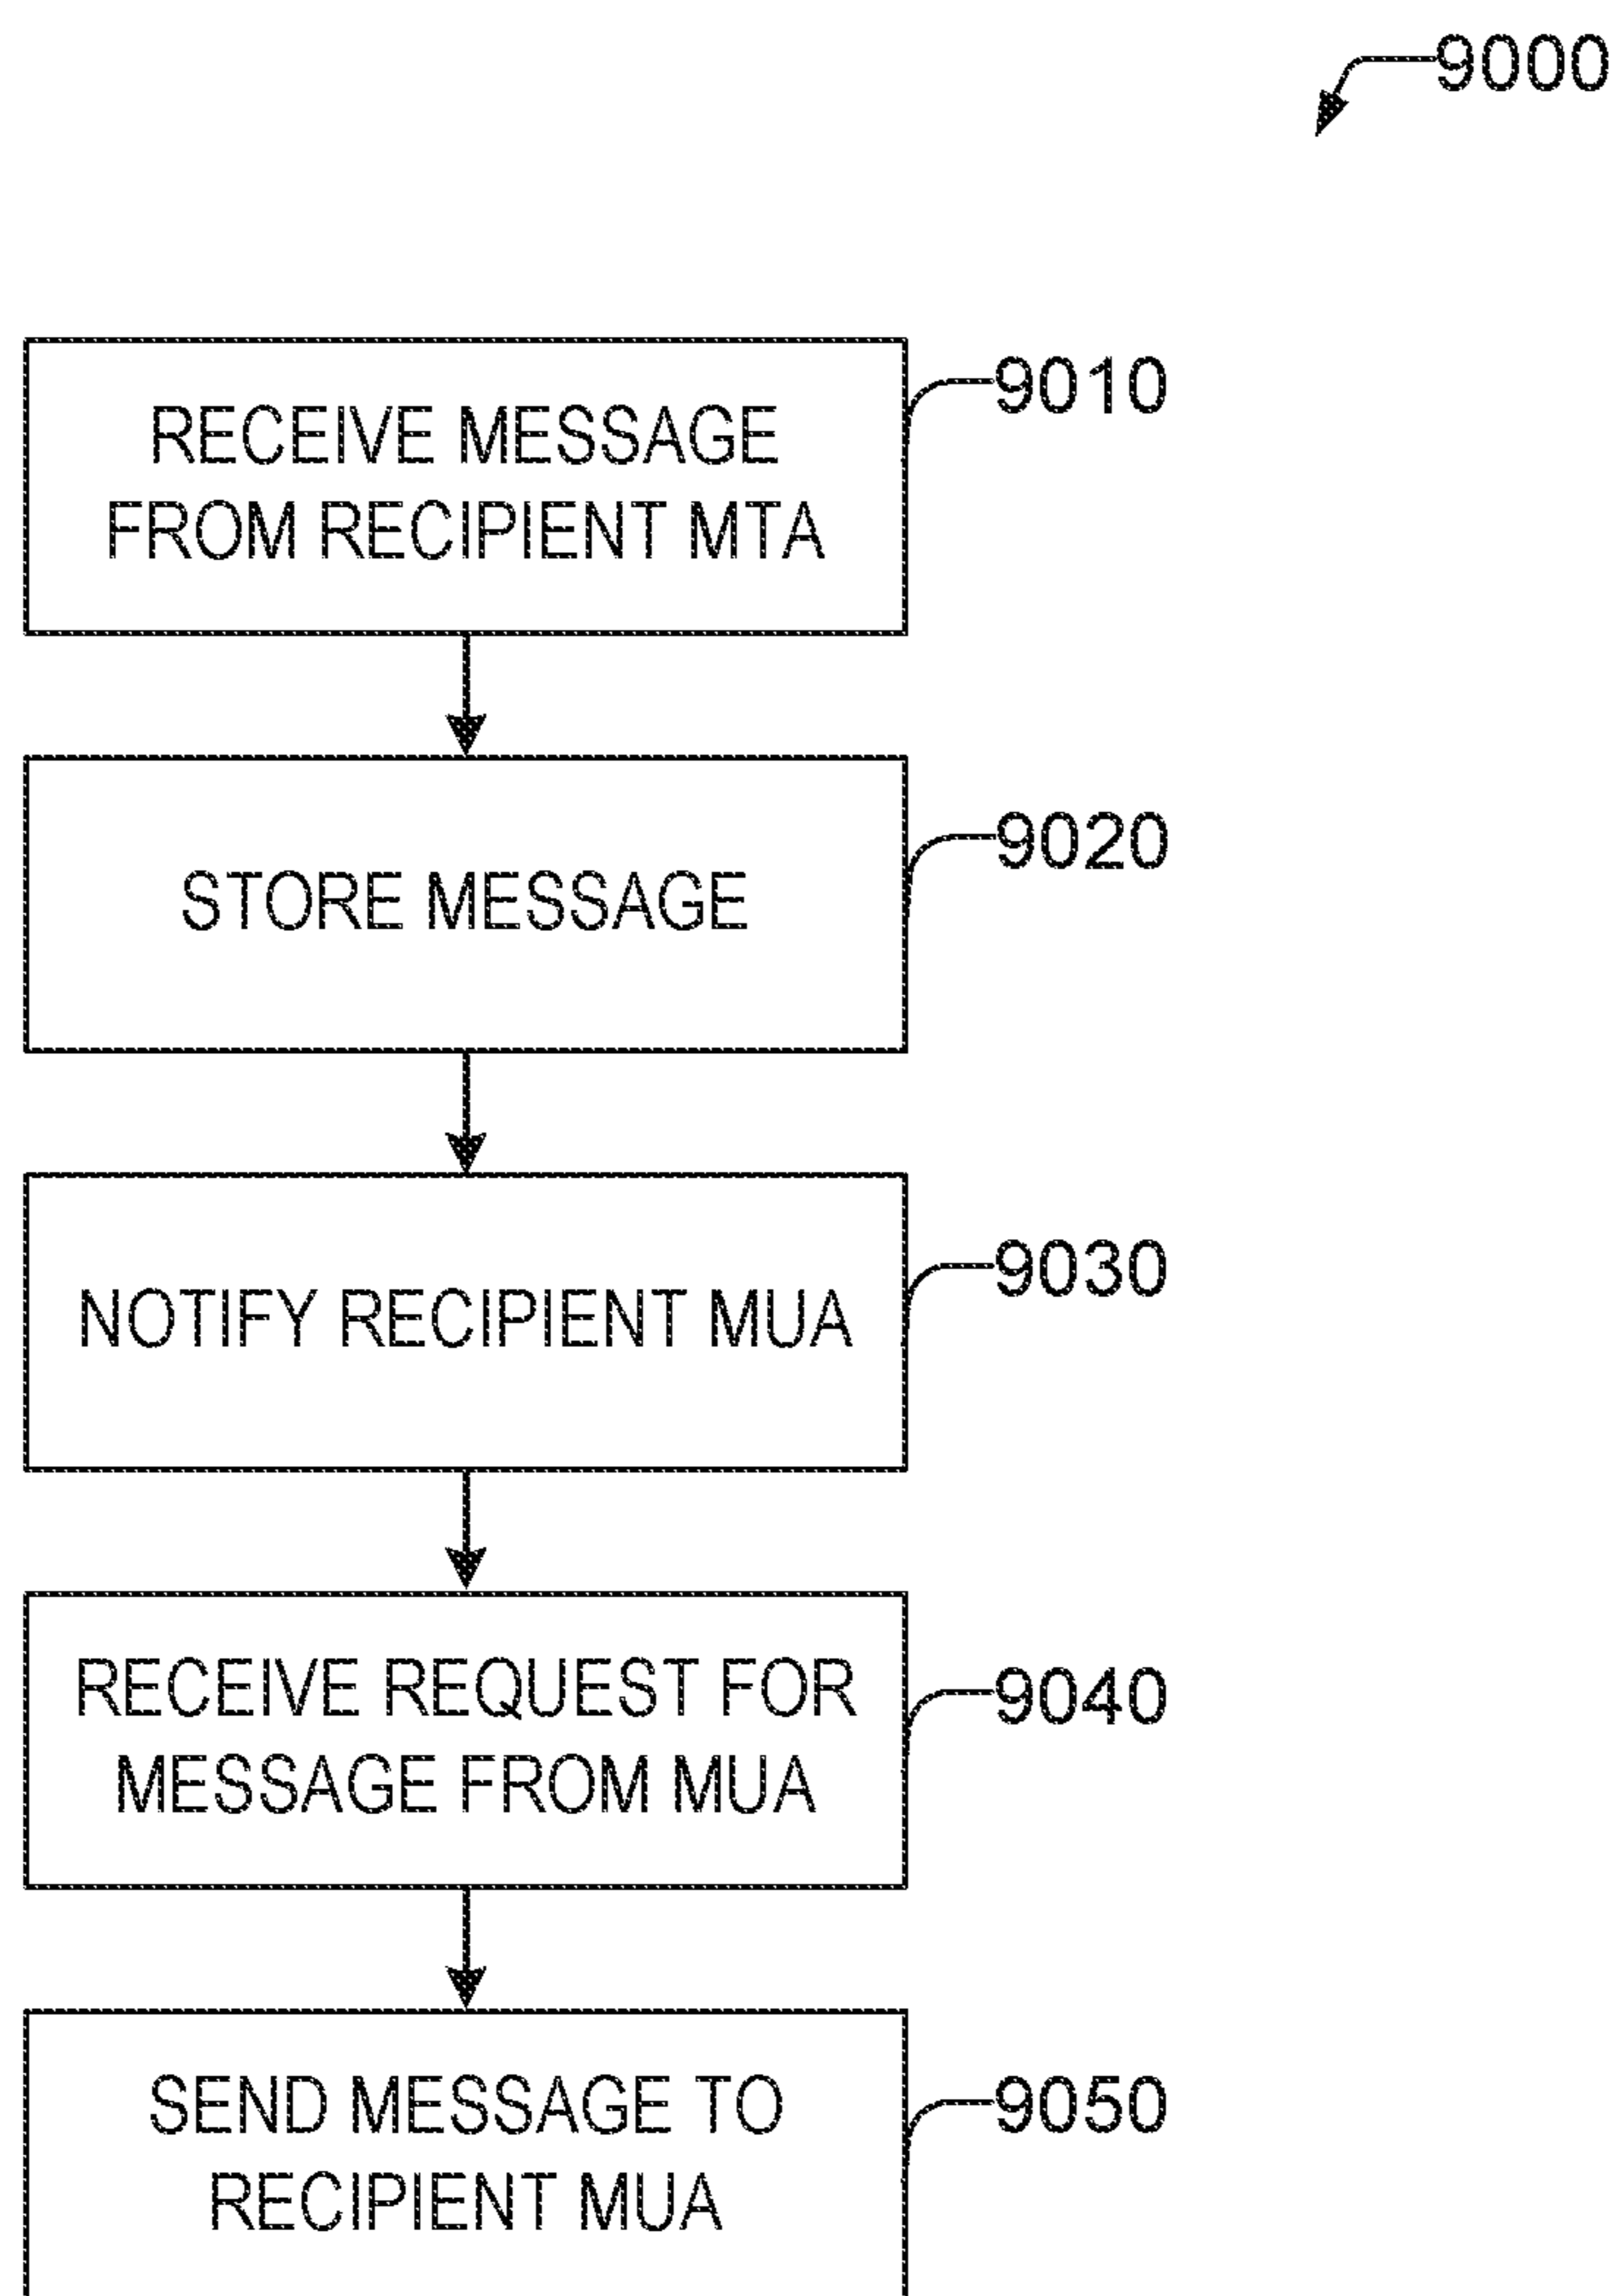 9000
RECEIVE MESSAGE
FROM RECIPIENT MTA
9010
STORE MESSAGE
9020
NOTIFY RECIPIENT MUA
9030
RECEIVE REQUEST FOR
MESSAGE FROM MUA
9040
SEND MESSAGE TO
RECIPIENT MUA
9050